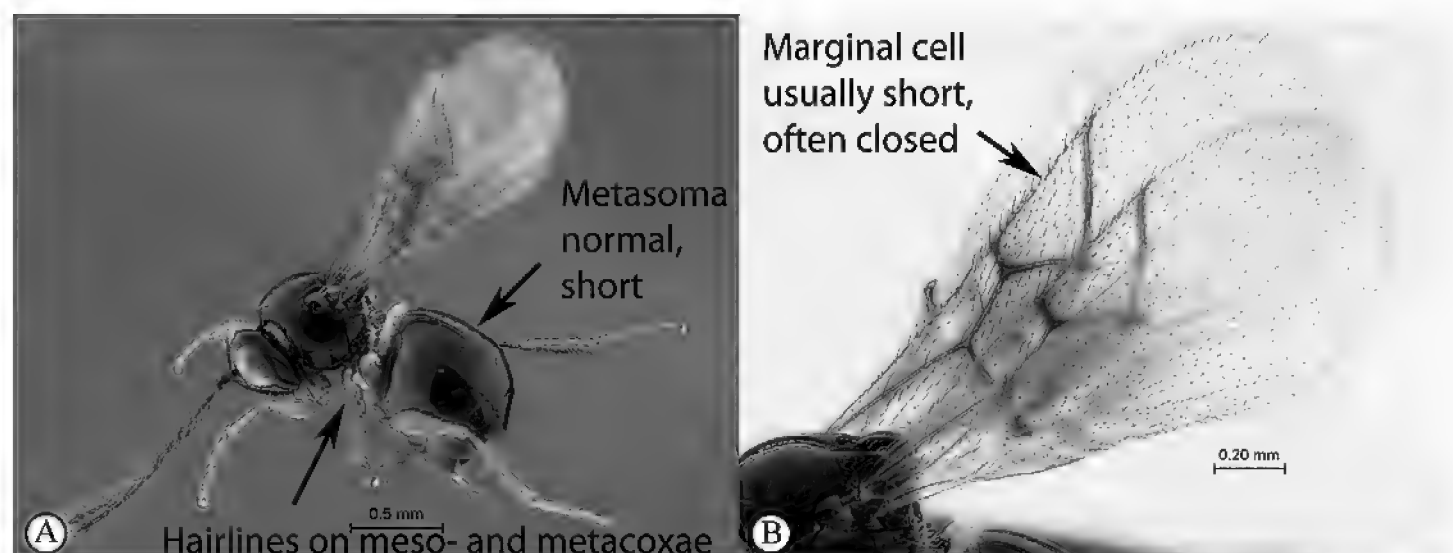 Metasoma
normal,
short
0.5 mm
Hairlines on meso- and metacoxae
A
Marginal cell
usually short,
often closed
0.20 mm
B